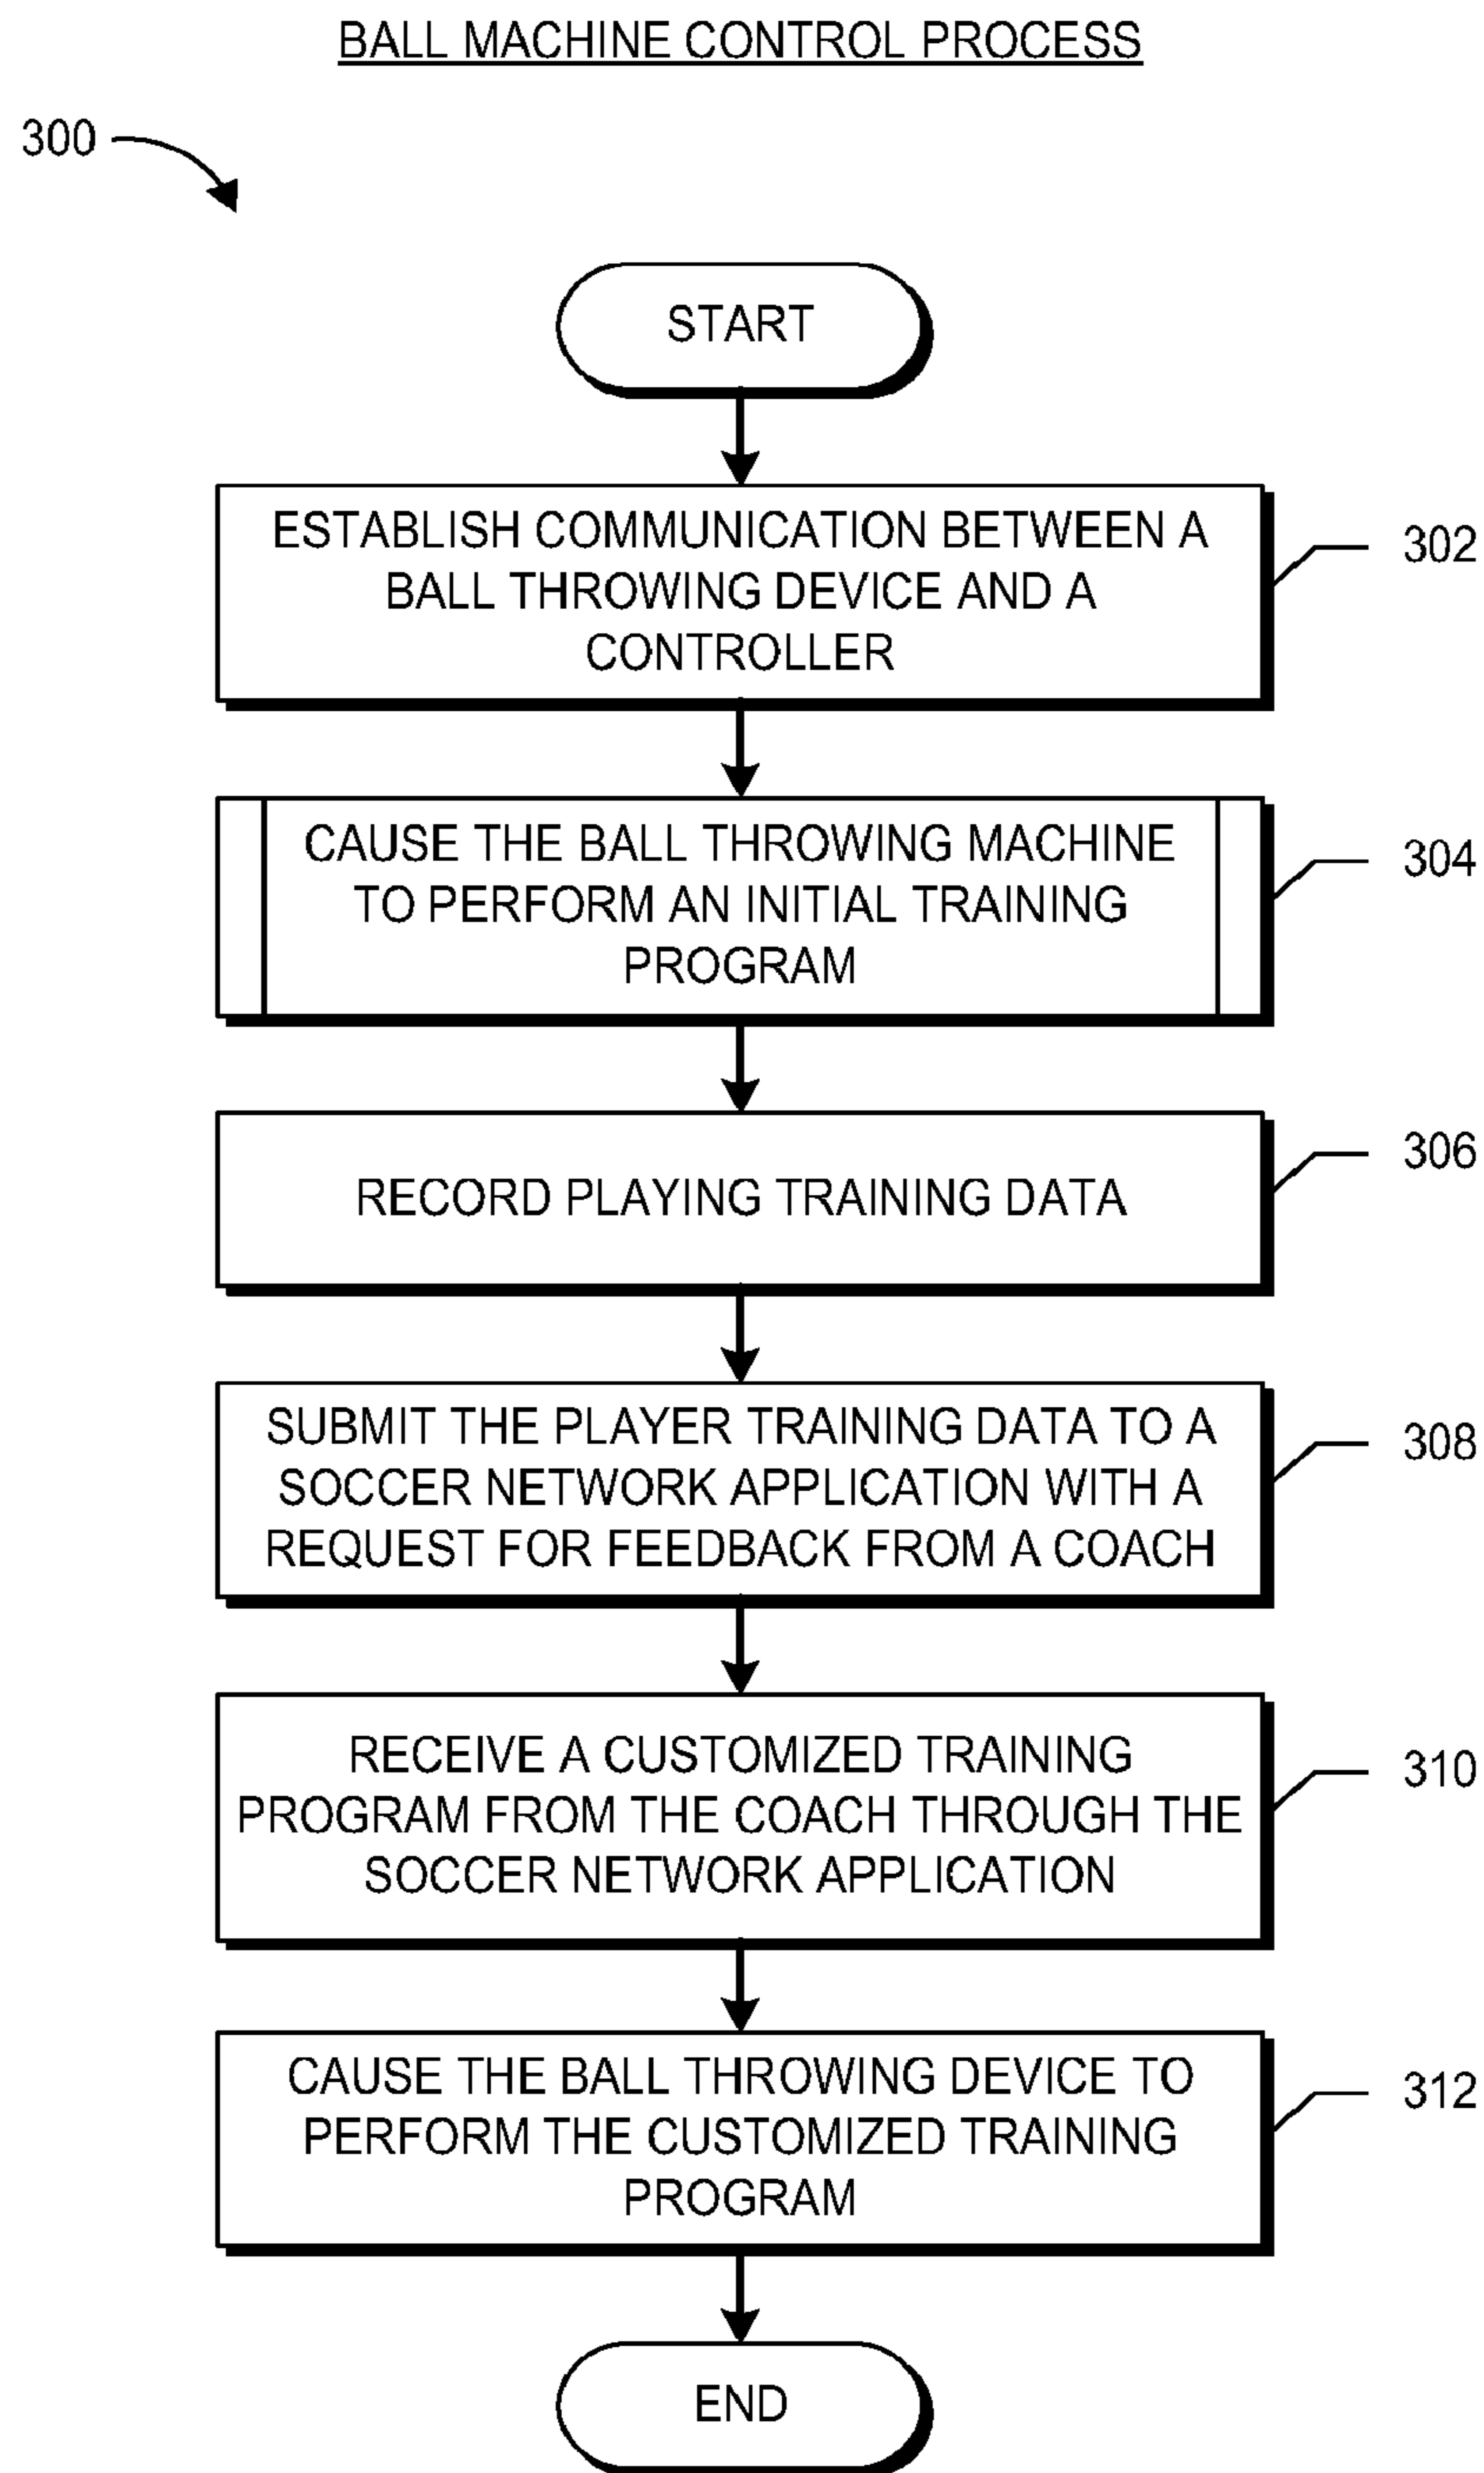 BALL MACHINE CONTROL PROCESS
300
START
ESTABLISH COMMUNICATION BETWEEN A
BALL THROWING DEVICE AND A
CONTROLLER
302
CAUSE THE BALL THROWING MACHINE
TO PERFORM AN INITIAL TRAINING
PROGRAM
304
RECORD PLAYING TRAINING DATA
306
SUBMIT THE PLAYER TRAINING DATA TO A
SOCCER NETWORK APPLICATION WITH A
REQUEST FOR FEEDBACK FROM A COACH
308
RECEIVE A CUSTOMIZED TRAINING
PROGRAM FROM THE COACH THROUGH THE
SOCCER NETWORK APPLICATION
310
CAUSE THE BALL THROWING DEVICE TO
PERFORM THE CUSTOMIZED TRAINING
PROGRAM
312
END